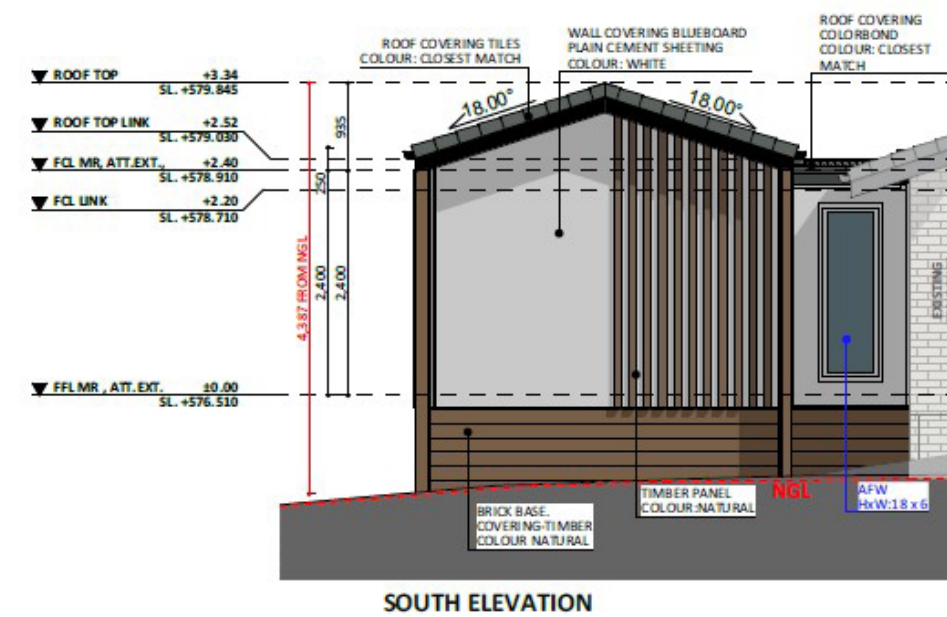 ROOF COVERING
COLORBOND
COLOUR: CLOSEST
MATCH
WALL COVERING BLUEBOARD
PLAIN CEMENT SHEETING
COLOUR: WHITE
ROOF COVERING TILES
COLOUR: CLOSEST MATCH
ROOF TOP +3.34
SL. +579.845
18.00°
18.00°
ROOF TOP LINK +2.52
SL. +579.030
935
FCL MR, ATT.EXT., +2.40
SL. +578.910
250
FCL LINK +2.20
SL. +578.710
4,387 FROM NGL
2,400
2,400
EXISTING
FFL MR , ATT. EXT. ±0.00
SL. +576.510
NGL
AFW
HxW:18 x 6
TIMBER PANEL
COLOUR:NATURAL
BRICK BASE.
COVERING-TIMBER
COLOUR NATURAL
SOUTH ELEVATION